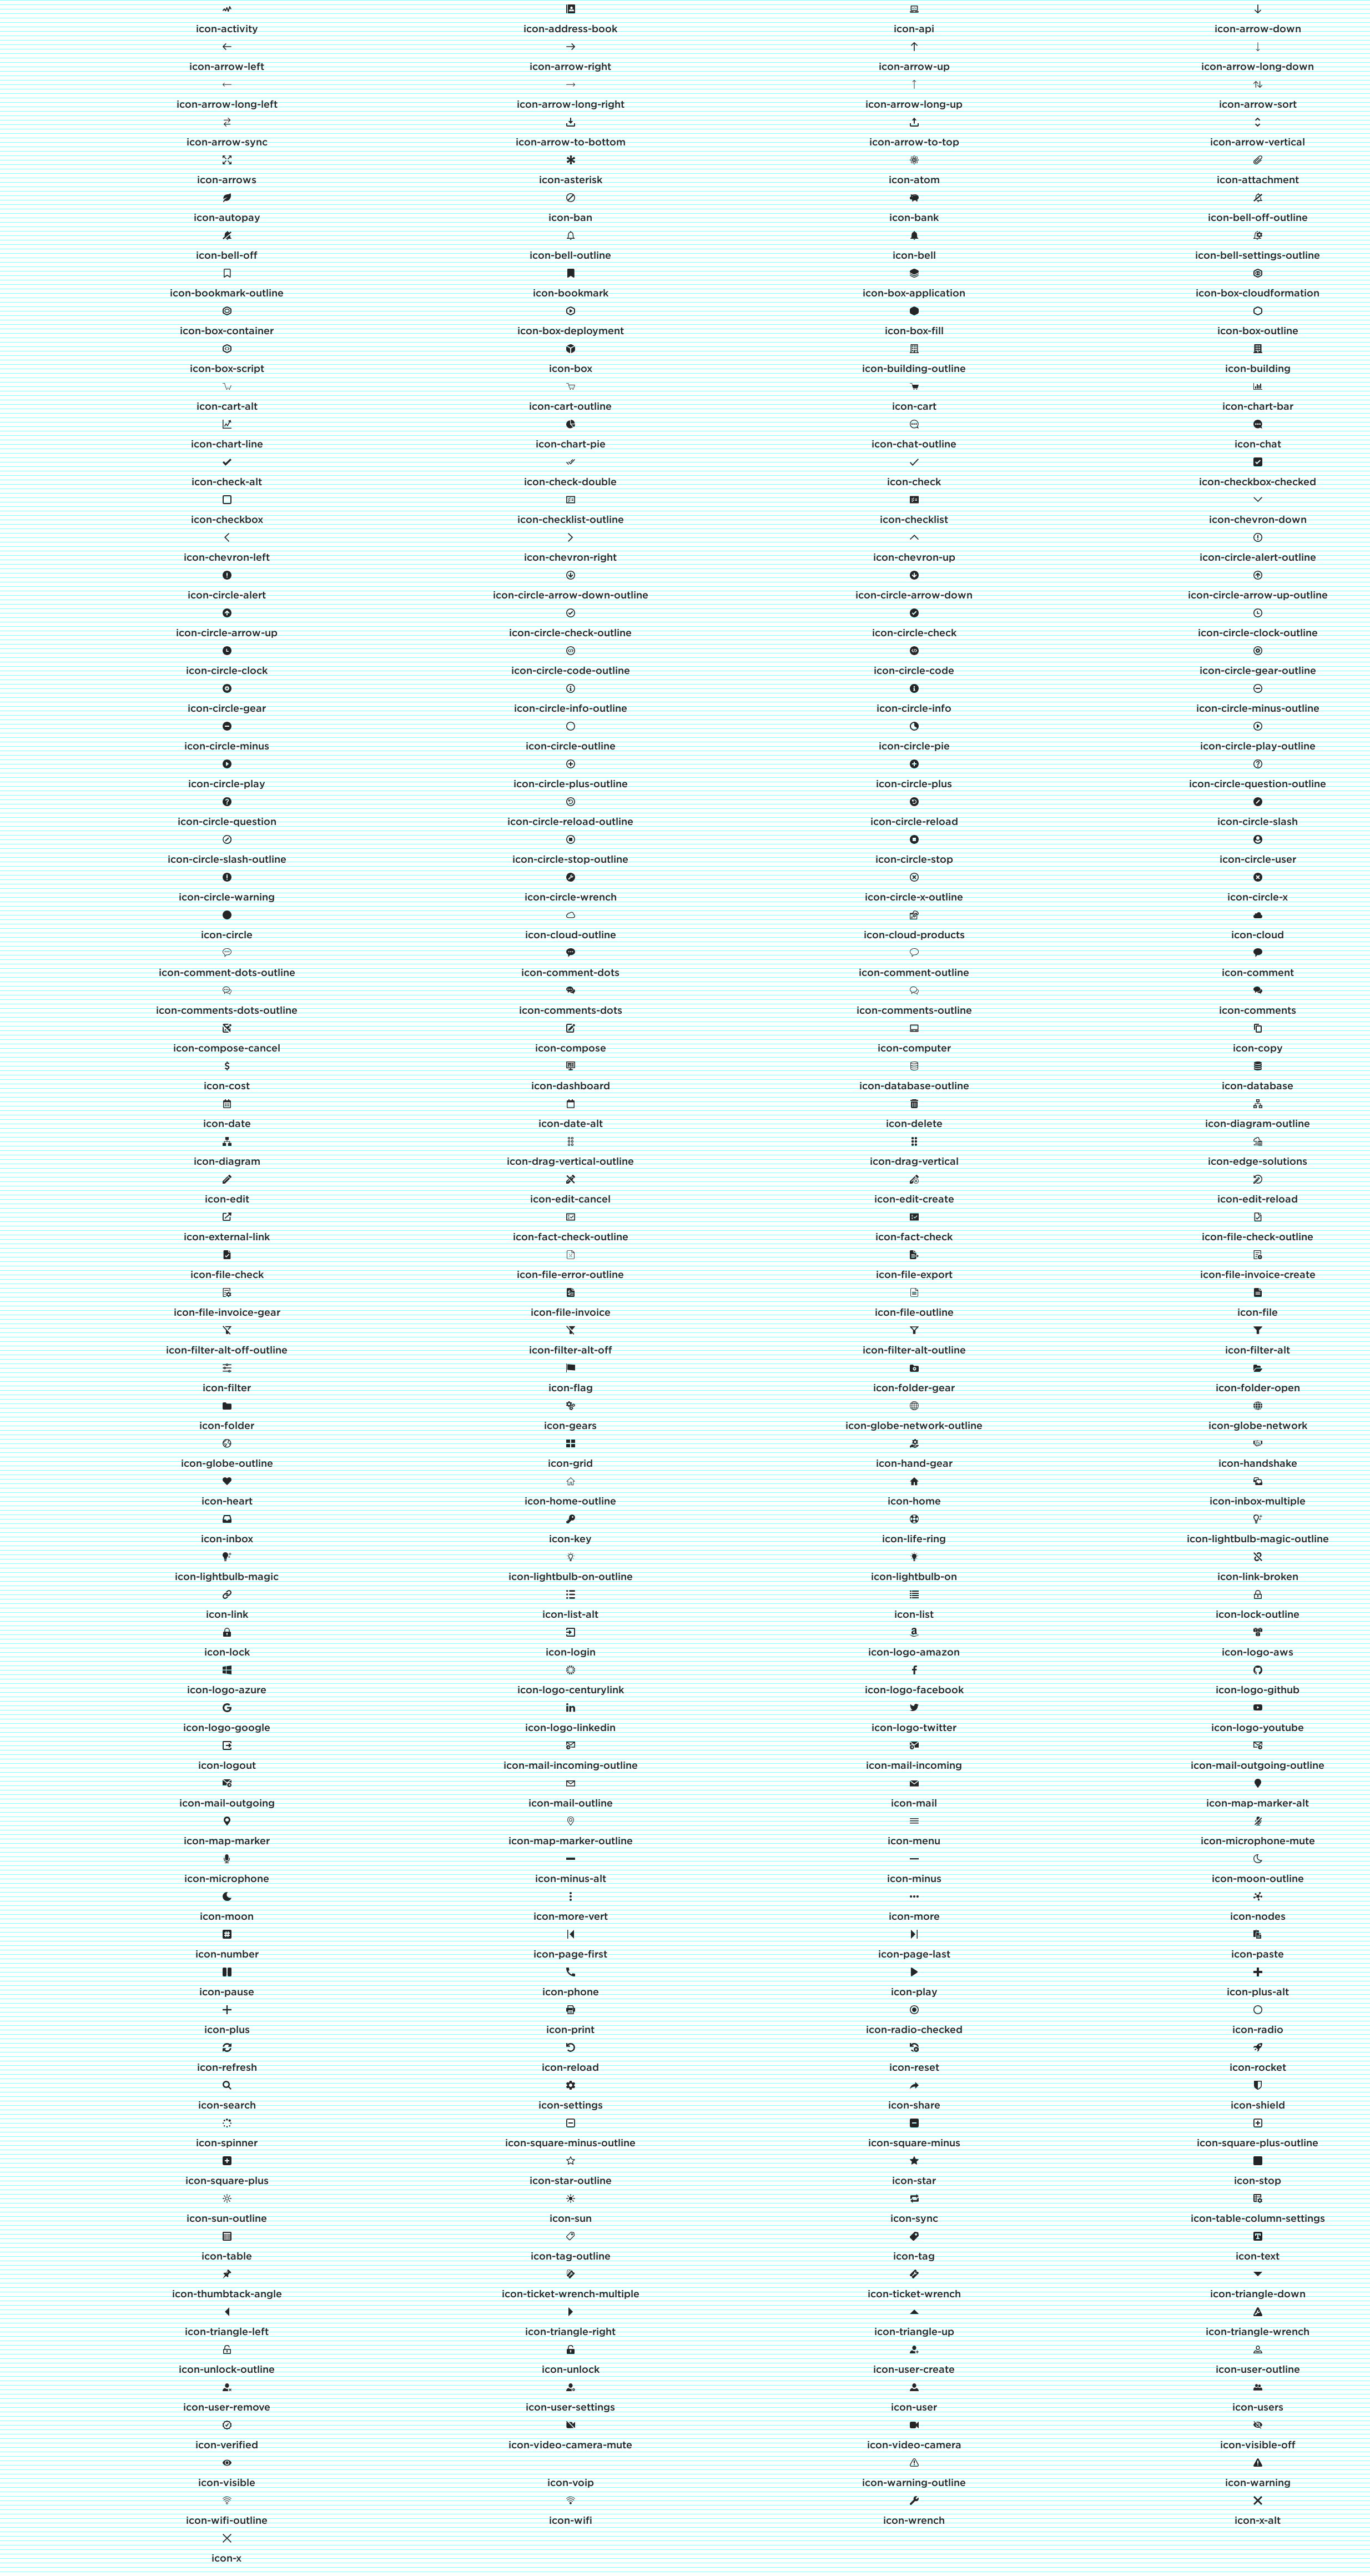 icon-activity icon-address-book icon-api icon-arrow-down
icon-arrow-left icon-arrow-right icon-arrow-up icon-arrow-long-down
icon-arrow-long-left icon-arrow-long-right icon-arrow-long-up icon-arrow-sort
icon-arrow-sync icon-arrow-to-bottom icon-arrow-to-top icon-arrow-vertical
icon-arrows icon-asterisk icon-atom icon-attachment
icon-autopay icon-ban icon-bank icon-bell-off-outline
icon-bell-off icon-bell-outline icon-bell icon-bell-settings-outline
icon-bookmark-outline icon-bookmark icon-box-application icon-box-cloudformation
icon-box-container icon-box-deployment icon-box-fill icon-box-outline
icon-box-script icon-box icon-building-outline icon-building
icon-cart-alt icon-cart-outline icon-cart icon-chart-bar
icon-chart-line icon-chart-pie icon-chat-outline icon-chat
icon-check-alt icon-check-double icon-check icon-checkbox-checked
icon-checkbox icon-checklist-outline icon-checklist icon-chevron-down
icon-chevron-left icon-chevron-right icon-chevron-up icon-circle-alert-outline
icon-circle-alert icon-circle-arrow-down-outline icon-circle-arrow-down icon-circle-arrow-up-outline
icon-circle-arrow-up icon-circle-check-outline icon-circle-check icon-circle-clock-outline
icon-circle-clock icon-circle-code-outline icon-circle-code icon-circle-gear-outline
icon-circle-gear icon-circle-info-outline icon-circle-info icon-circle-minus-outline
icon-circle-minus icon-circle-outline icon-circle-pie icon-circle-play-outline
icon-circle-play icon-circle-plus-outline icon-circle-plus icon-circle-question-outline
icon-circle-question icon-circle-reload-outline icon-circle-reload icon-circle-slash
icon-circle-slash-outline icon-circle-stop-outline icon-circle-stop icon-circle-user
icon-circle-warning icon-circle-wrench icon-circle-x-outline icon-circle-x
icon-circle icon-cloud-outline icon-cloud-products icon-cloud
icon-comment-dots-outline icon-comment-dots icon-comment-outline icon-comment
icon-comments-dots-outline icon-comments-dots icon-comments-outline icon-comments
icon-compose-cancel icon-compose icon-computer icon-copy
icon-cost icon-dashboard icon-database-outline icon-database
icon-date icon-date-alt icon-delete icon-diagram-outline
icon-diagram icon-drag-vertical-outline icon-drag-vertical icon-edge-solutions
icon-edit icon-edit-cancel icon-edit-create icon-edit-reload
icon-external-link icon-fact-check-outline icon-fact-check icon-file-check-outline
icon-file-check icon-file-error-outline icon-file-export icon-file-invoice-create
icon-file-invoice-gear icon-file-invoice icon-file-outline icon-file
icon-filter-alt-off-outline icon-filter-alt-off icon-filter-alt-outline icon-filter-alt
icon-filter icon-flag icon-folder-gear icon-folder-open
icon-folder icon-gears icon-globe-network-outline icon-globe-network
icon-globe-outline icon-grid icon-hand-gear icon-handshake
icon-heart icon-home-outline icon-home icon-inbox-multiple
icon-inbox icon-key icon-life-ring icon-lightbulb-magic-outline
icon-lightbulb-magic icon-lightbulb-on-outline icon-lightbulb-on icon-link-broken
icon-link icon-list-alt icon-list icon-lock-outline
icon-lock icon-login icon-logo-amazon icon-logo-aws
icon-logo-azure icon-logo-centurylink icon-logo-facebook icon-logo-github
icon-logo-google icon-logo-linkedin icon-logo-twitter icon-logo-youtube
icon-logout icon-mail-incoming-outline icon-mail-incoming icon-mail-outgoing-outline
icon-mail-outgoing icon-mail-outline icon-mail icon-map-marker-alt
icon-map-marker icon-map-marker-outline icon-menu icon-microphone-mute
icon-microphone icon-minus-alt icon-minus icon-moon-outline
icon-moon icon-more-vert icon-more icon-nodes
icon-number icon-page-first icon-page-last icon-paste
icon-pause icon-phone icon-play icon-plus-alt
icon-plus icon-print icon-radio-checked icon-radio
icon-refresh icon-reload icon-reset icon-rocket
icon-search icon-settings icon-share icon-shield
icon-spinner icon-square-minus-outline icon-square-minus icon-square-plus-outline
icon-square-plus icon-star-outline icon-star icon-stop
icon-sun-outline icon-sun icon-sync icon-table-column-settings
icon-table icon-tag-outline icon-tag icon-text
icon-thumbtack-angle icon-ticket-wrench-multiple icon-ticket-wrench icon-triangle-down
icon-triangle-left icon-triangle-right icon-triangle-up icon-triangle-wrench
icon-unlock-outline icon-unlock icon-user-create icon-user-outline
icon-user-remove icon-user-settings icon-user icon-users
icon-verified icon-video-camera-mute icon-video-camera icon-visible-off
icon-visible icon-voip icon-warning-outline icon-warning
icon-wifi-outline icon-wifi icon-wrench icon-x-alt
icon-x